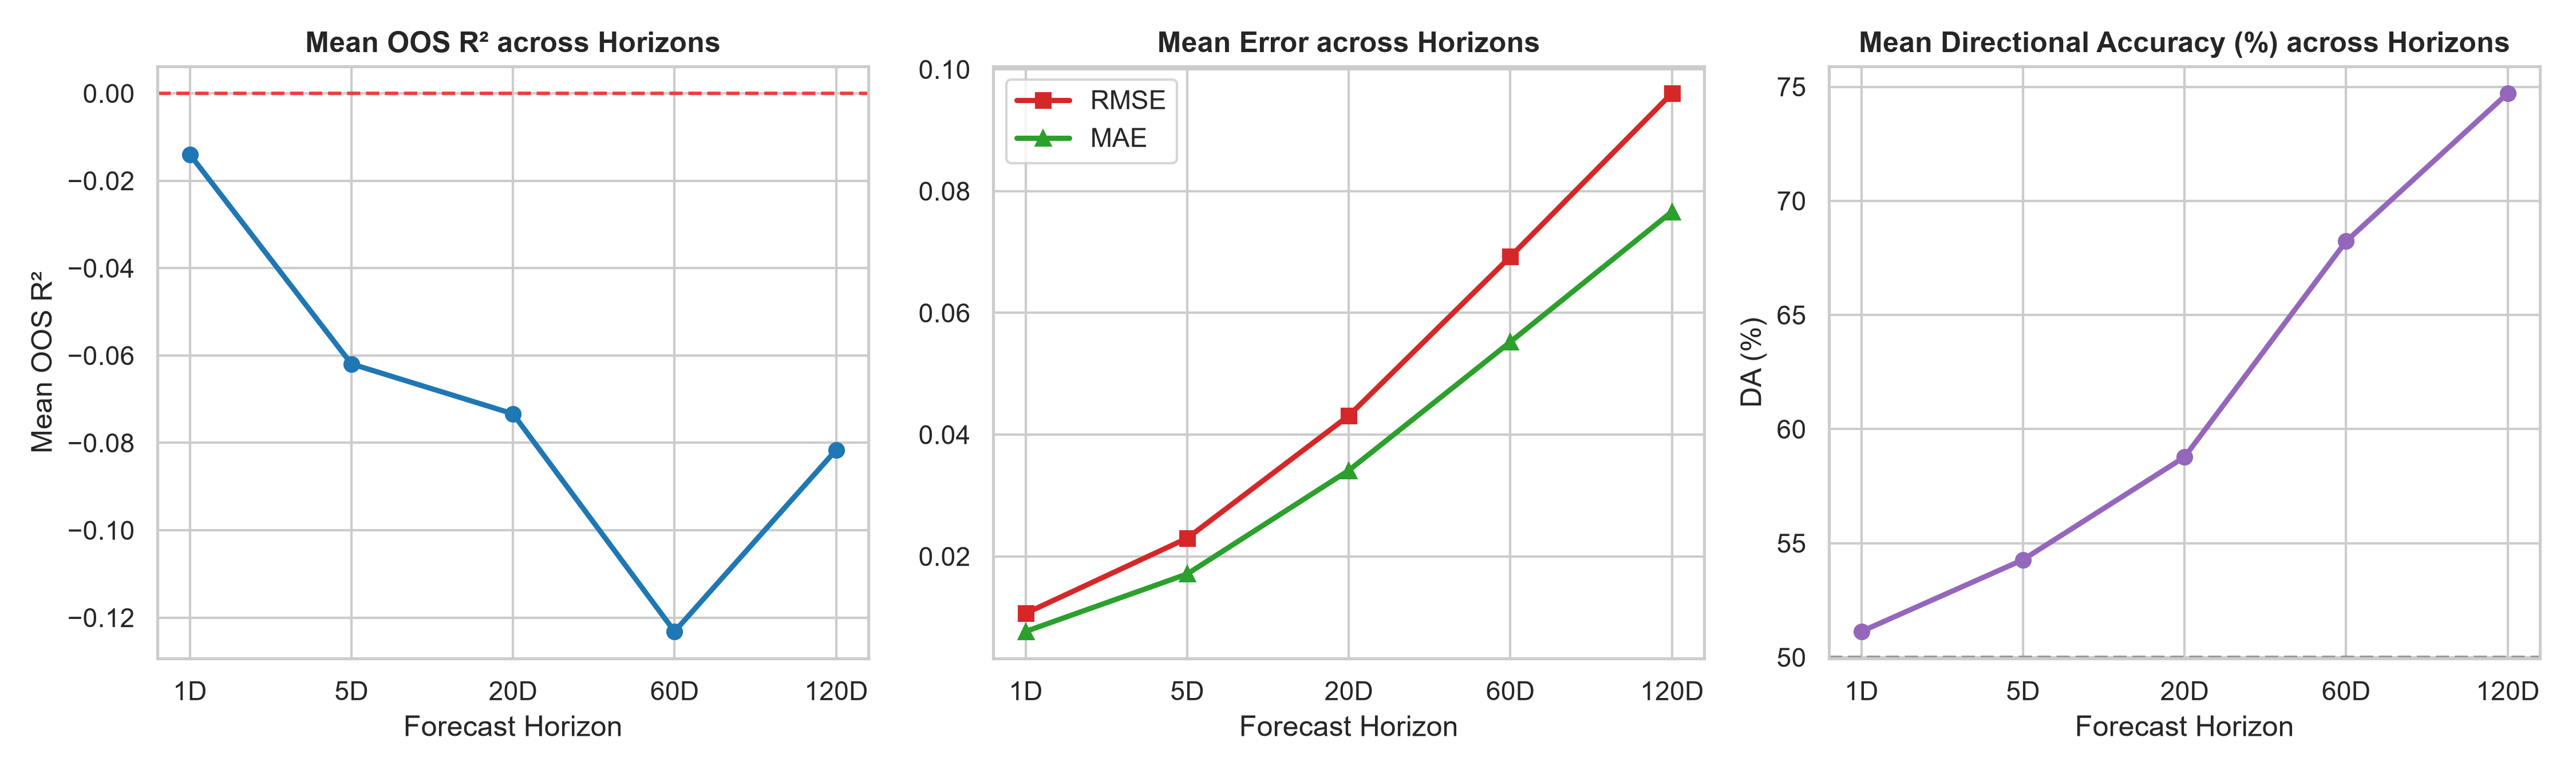 Mean OOS R² across Horizons
Mean OOS R²
0.00
−0.02
−0.04
−0.06
−0.08
−0.10
−0.12
1D 5D 20D 60D 120D
Forecast Horizon
Mean Error across Horizons
RMSE
MAE
0.10
0.08
0.06
0.04
0.02
1D 5D 20D 60D 120D
Forecast Horizon
Mean Directional Accuracy (%) across Horizons
DA (%)
75
70
65
60
55
50
1D 5D 20D 60D 120D
Forecast Horizon